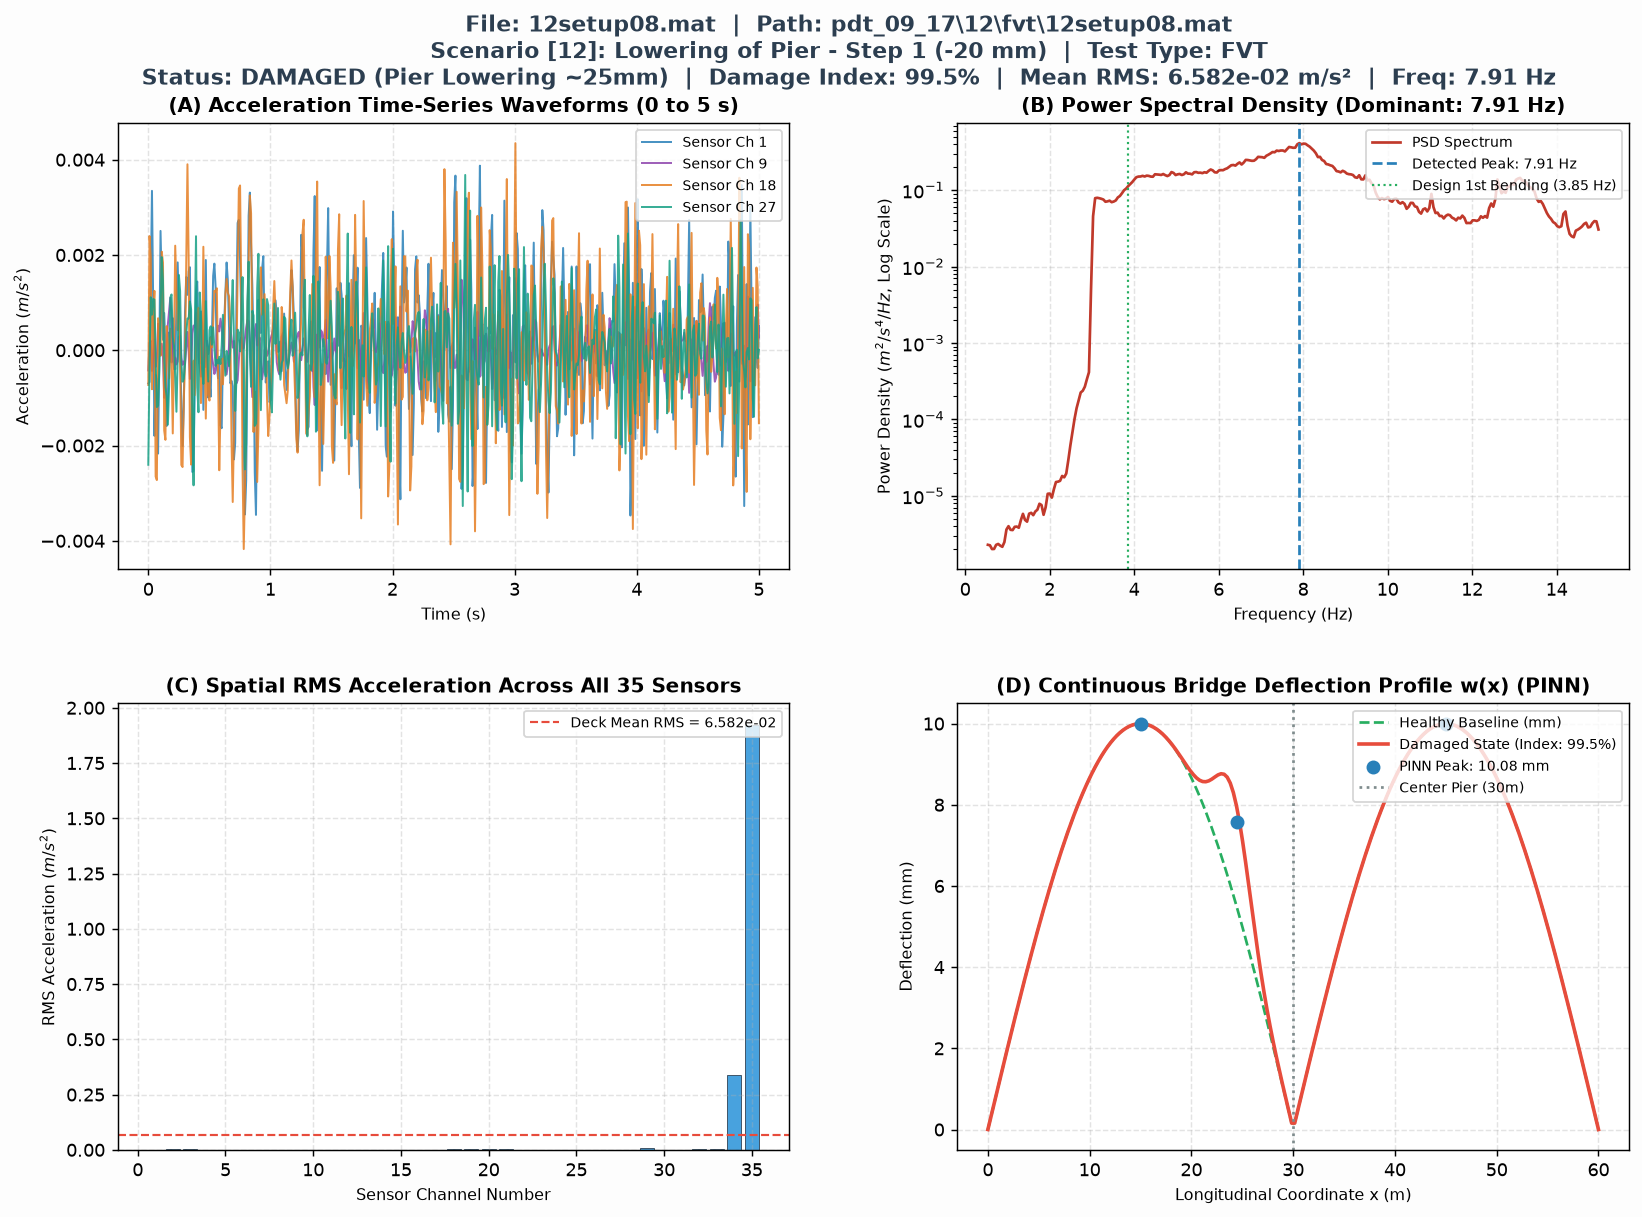 File: 12setup08.mat | Path: pdt_09_17\12\fvt\12setup08.mat
Scenario [12]: Lowering of Pier - Step 1 (-20 mm) | Test Type: FVT
Status: DAMAGED (Pier Lowering ~25mm) | Damage Index: 99.5% | Mean RMS: 6.582e-02 m/s² | Freq: 7.91 Hz
(A) Acceleration Time-Series Waveforms (0 to 5 s)
Sensor Ch 1
Sensor Ch 9
Sensor Ch 18
Sensor Ch 27
0.004
0.002
0.000
−0.002
−0.004
Acceleration (m/s²)
0 1 2 3 4 5
Time (s)
(B) Power Spectral Density (Dominant: 7.91 Hz)
PSD Spectrum
Detected Peak: 7.91 Hz
Design 1st Bending (3.85 Hz)
10⁻¹
10⁻²
10⁻³
10⁻⁴
10⁻⁵
Power Density (m²/s⁴/Hz, Log Scale)
0 2 4 6 8 10 12 14
Frequency (Hz)
(C) Spatial RMS Acceleration Across All 35 Sensors
Deck Mean RMS = 6.582e-02
2.00
1.75
1.50
1.25
1.00
0.75
0.50
0.25
0.00
RMS Acceleration (m/s²)
0 5 10 15 20 25 30 35
Sensor Channel Number
(D) Continuous Bridge Deflection Profile w(x) (PINN)
Healthy Baseline (mm)
Damaged State (Index: 99.5%)
PINN Peak: 10.08 mm
Center Pier (30m)
10
8
6
4
2
0
Deflection (mm)
0 10 20 30 40 50 60
Longitudinal Coordinate x (m)